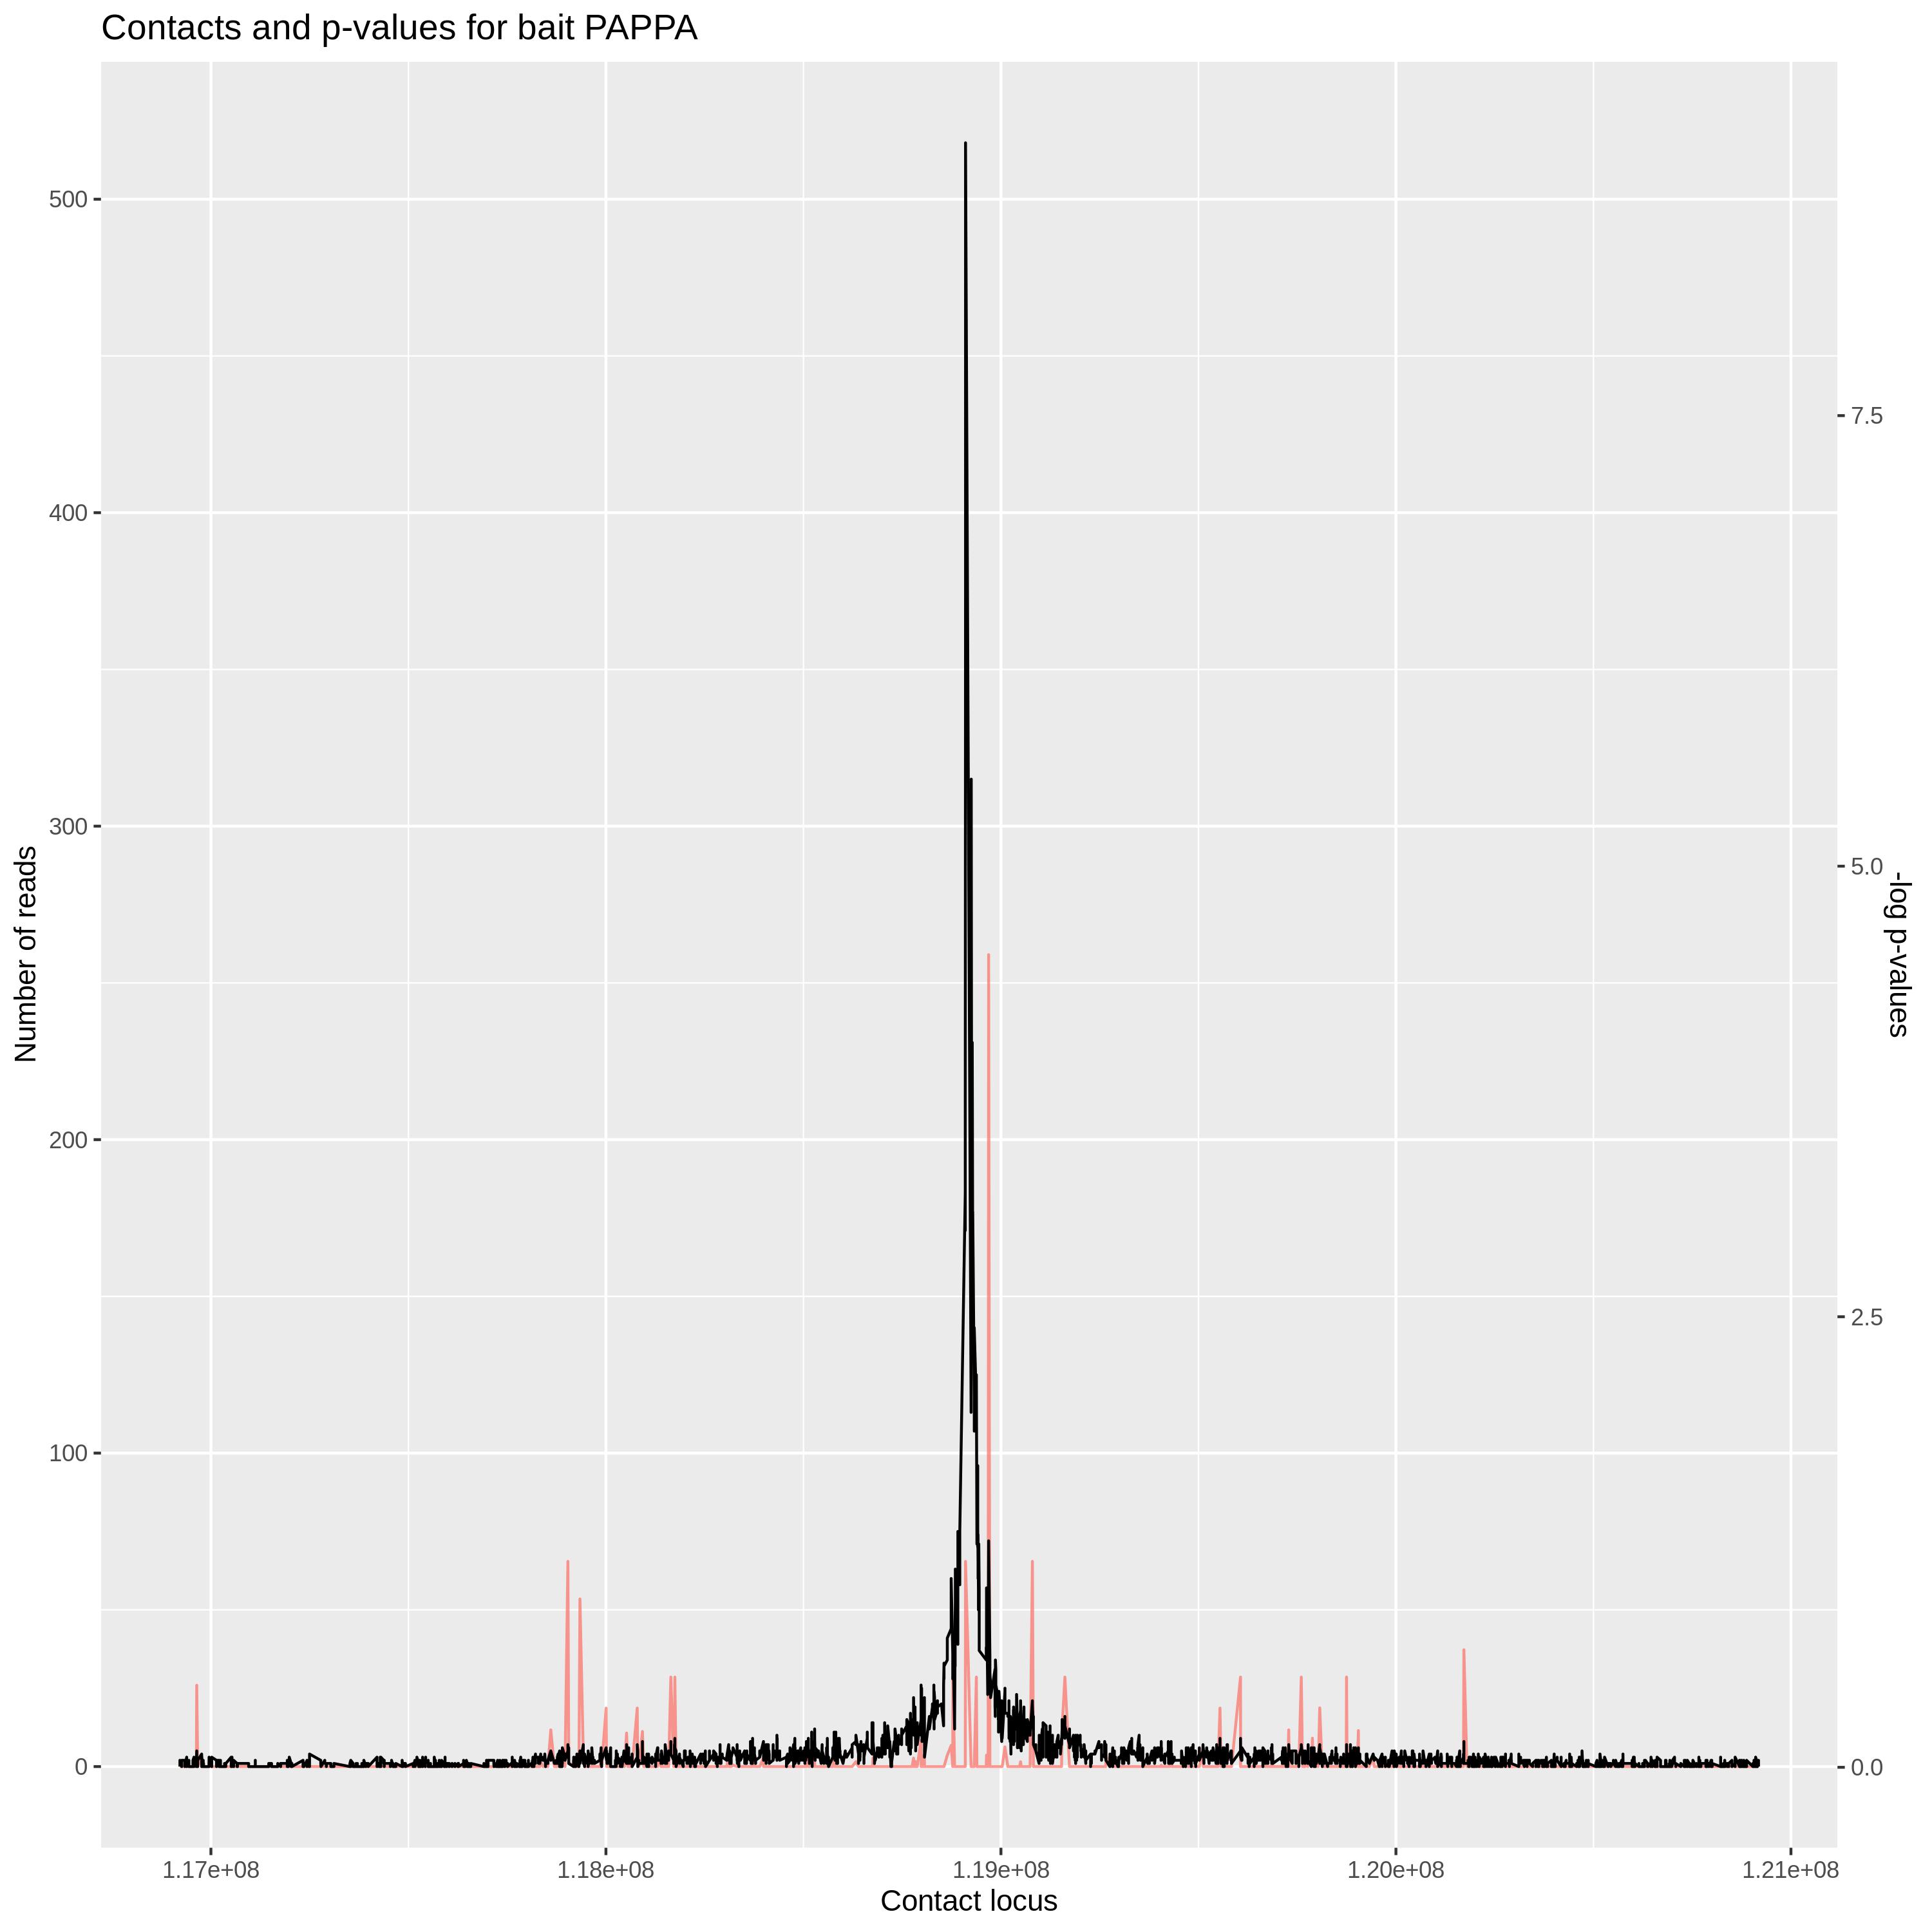 Contacts and p-values for bait PAPPA
500
400
300
200
100
0
Number of reads
7.5
5.0
2.5
0.0
-log p-values
1.17e+08
1.18e+08
1.19e+08
1.20e+08
1.21e+08
Contact locus